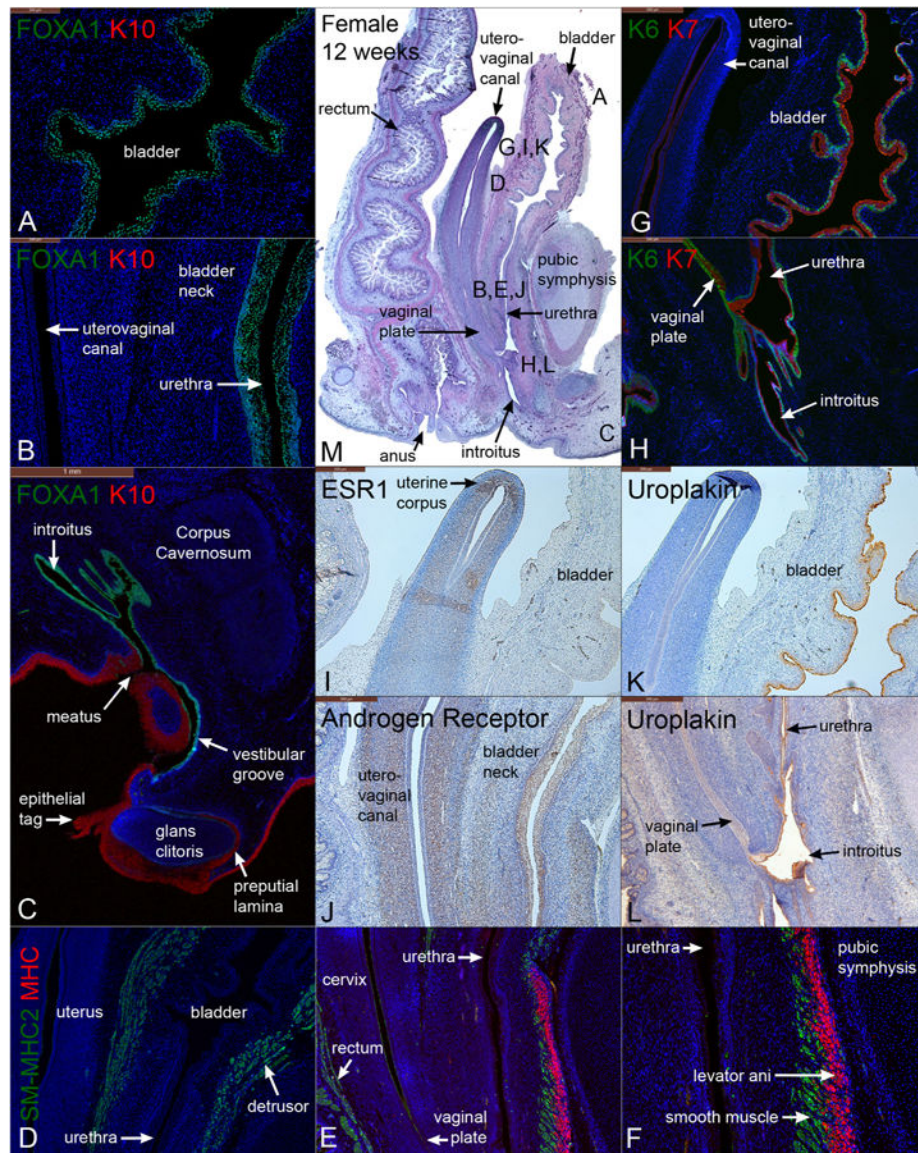 FOXA1 K10
bladder
A
FOXA1 K10
bladder
neck
uterovaginal
canal
urethra
B
Female
12 weeks
utero-
vaginal
canal
bladder
rectum
A
G,I,K
D
pubic
symphysis
B,E,J
vaginal
plate
urethra
H,L
C
M
anus
introitus
K6 K7
utero-
vaginal
canal
bladder
G
K6 K7
urethra
vaginal
plate
introitus
H
1 mm
FOXA1 K10
introitus
Corpus
Cavernosum
meatus
vestibular
groove
epithelial
tag
glans
clitoris
preputial
lamina
C
ESR1
uterine
corpus
bladder
I
Uroplakin
bladder
K
Androgen Receptor
bladder
neck
utero-
vaginal
canal
J
Uroplakin
urethra
vaginal
plate
introitus
L
SM-MHC2 MHC
uterus
bladder
detrusor
urethra
D
urethra
cervix
rectum
vaginal
plate
E
urethra
pubic
symphysis
levator ani
smooth muscle
F